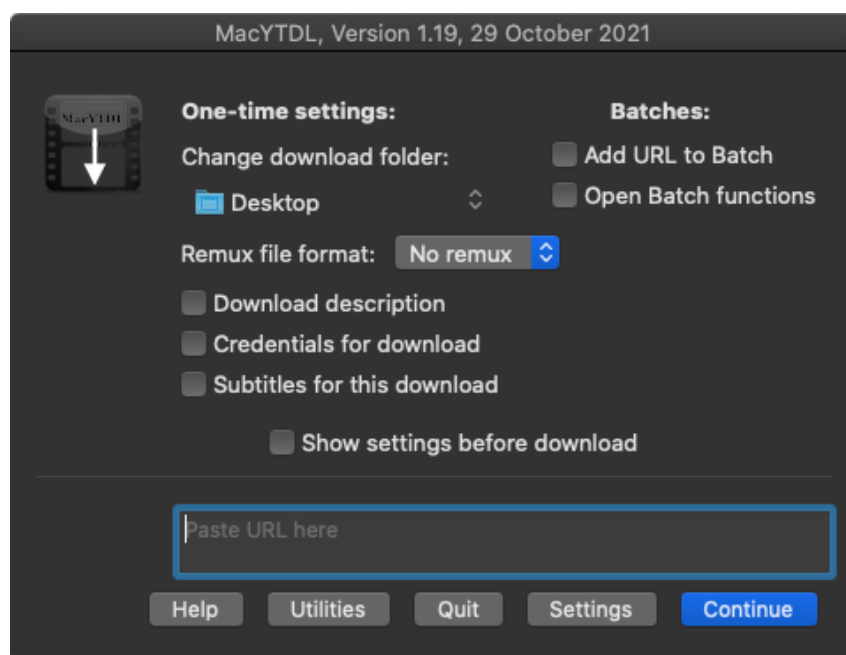 MacYTDL, Version 1.19, 29 October 2021
MacYTDL
One-time settings:
Batches:
Change download folder:
Add URL to Batch
Desktop
Open Batch functions
Remux file format: No remux
Download description
Credentials for download
Subtitles for this download
Show settings before download
Paste URL here
Help Utilities Quit Settings Continue